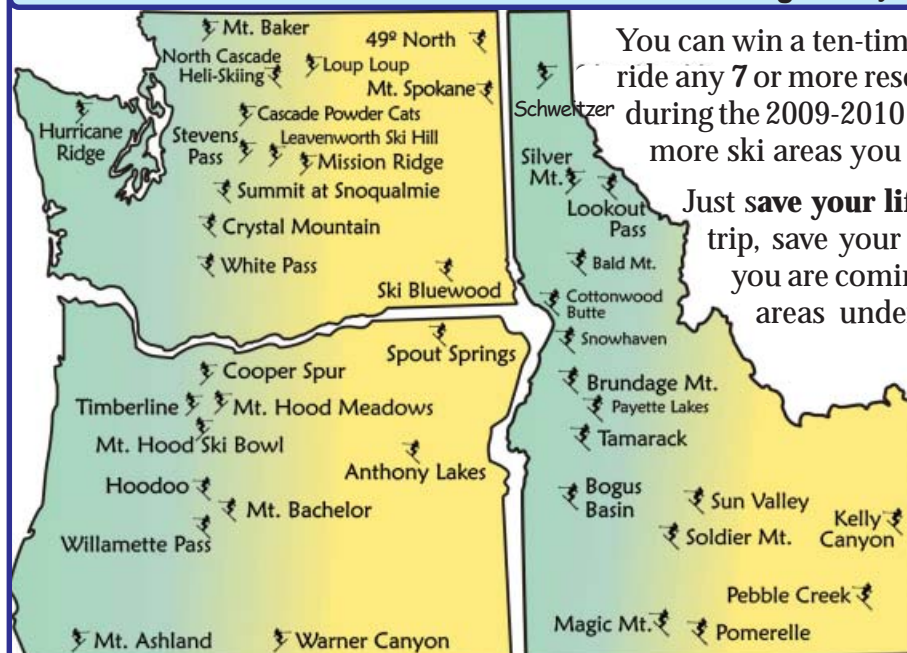 Mt. Baker
49º North
North Cascade
Heli-Skiing
Loup Loup
Mt. Spokane
Cascade Powder Cats
Hurricane
Ridge
Stevens
Pass
Leavenworth Ski Hill
Mission Ridge
Summit at Snoqualmie
Crystal Mountain
White Pass
Ski Bluewood
Spout Springs
Cooper Spur
Timberline
Mt. Hood Meadows
Mt. Hood Ski Bowl
Anthony Lakes
Hoodoo
Mt. Bachelor
Willamette Pass
Mt. Ashland
Warner Canyon
Schweitzer
Silver
Mt.
Lookout
Pass
Bald Mt.
Cottonwood
Butte
Snowhaven
Brundage Mt.
Payette Lakes
Tamarack
Bogus
Basin
Sun Valley
Soldier Mt.
Kelly
Canyon
Pebble Creek
Magic Mt.
Pomerelle
You can win a ten-tim
ride any 7 or more reso
during the 2009-2010
more ski areas you
Just save your lif
trip, save your
you are comin
areas unde